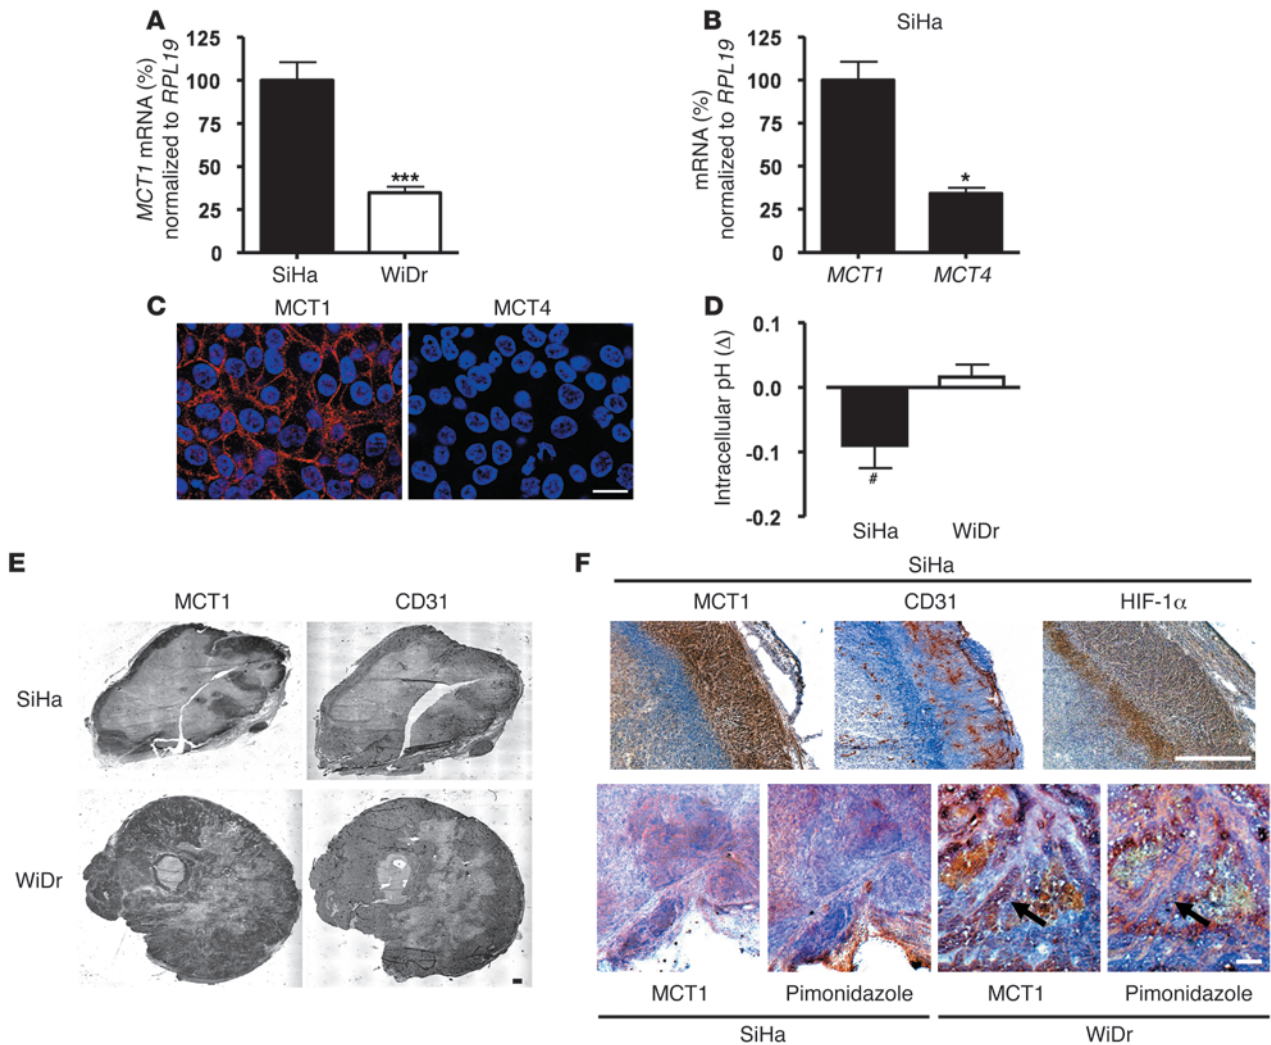 A
MCT1 mRNA (%)
normalized to RPL19
125
100
75
50
25
0
***
SiHa
WiDr
B
SiHa
mRNA (%)
normalized to RPL19
125
100
75
50
25
0
*
MCT1
MCT4
C
MCT1
MCT4
D
Intracellular pH (Δ)
0.1
0.0
-0.1
-0.2
#
SiHa
WiDr
E
MCT1
CD31
SiHa
WiDr
F
SiHa
MCT1
CD31
HIF-1α
MCT1
Pimonidazole
MCT1
Pimonidazole
SiHa
WiDr